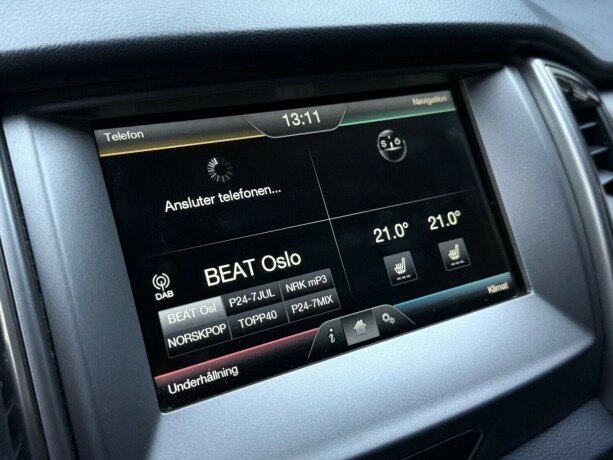 Telefon
13:11
Navigation
Ansluter telefonen...
S O
21.0° 21.0°
DAB
BEAT Oslo
BEAT Osl P24-7JUL NRK mP3
NORSKPOP TOPP40 P24-7MIX
Klimat
Underhållning